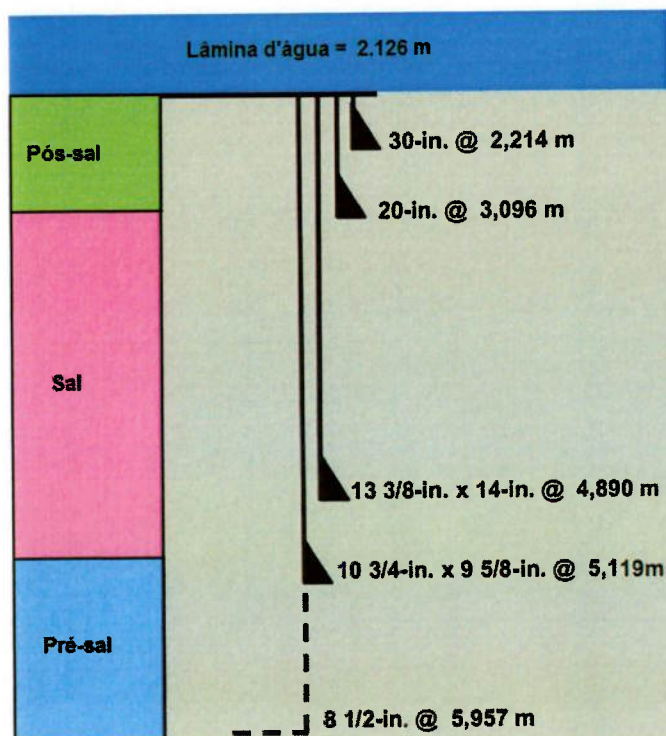 Lâmina d'água = 2.126 m
30-in. @ 2,214 m
Pós-sal
20-in. @ 3,096 m
Sal
13 3/8-in. x 14-in. @ 4,890 m
10 3/4-in. x 9 5/8-in. @ 5,119m
Pré-sal
8 1/2-in. @ 5,957 m